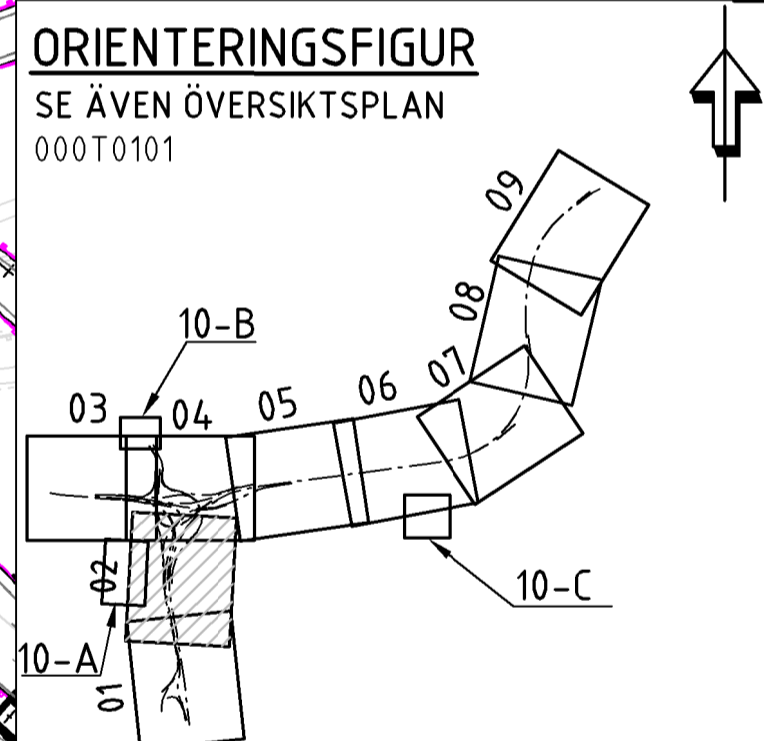 ORIENTERINGSFIGUR
SE ÄVEN ÖVERSIKTSPLAN
000T0101
09
08
10-B
07
06
05
04
03
02
10-C
10-A
01